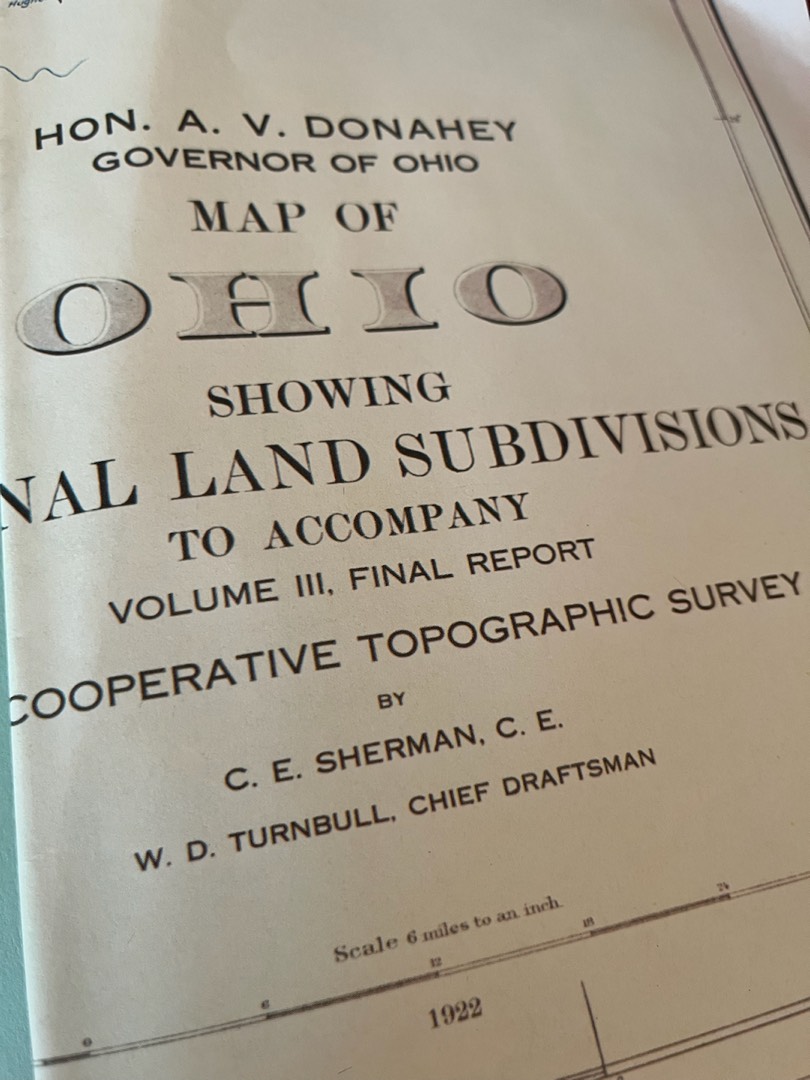 HON. A. V. DONAHEY
GOVERNOR OF OHIO
MAP OF
OHIO
SHOWING
NAL LAND SUBDIVISIONS
TO ACCOMPANY
VOLUME III, FINAL REPORT
COOPERATIVE TOPOGRAPHIC SURVEY
BY
C. E. SHERMAN, C. E.
W. D. TURNBULL, CHIEF DRAFTSMAN
Scale 6 miles to an inch
0 6 12 18 24
1922